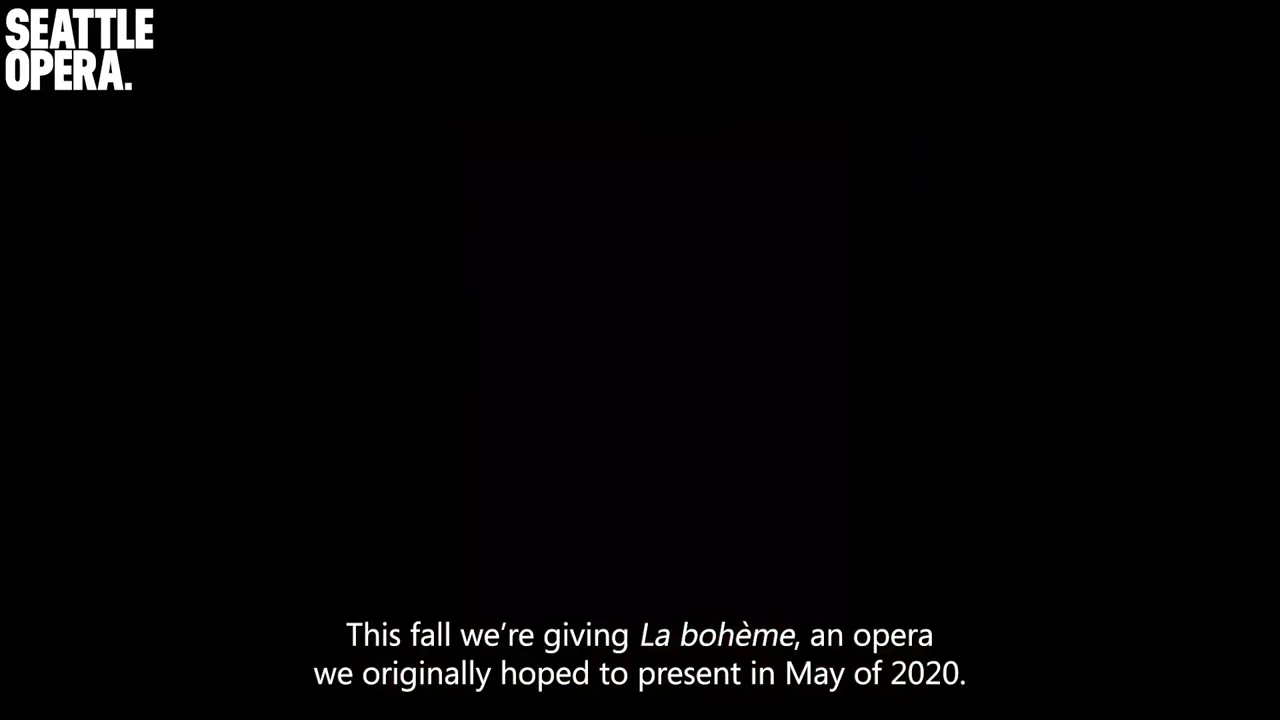 SEATTLE
OPERA.
This fall we’re giving La bohème, an opera
we originally hoped to present in May of 2020.